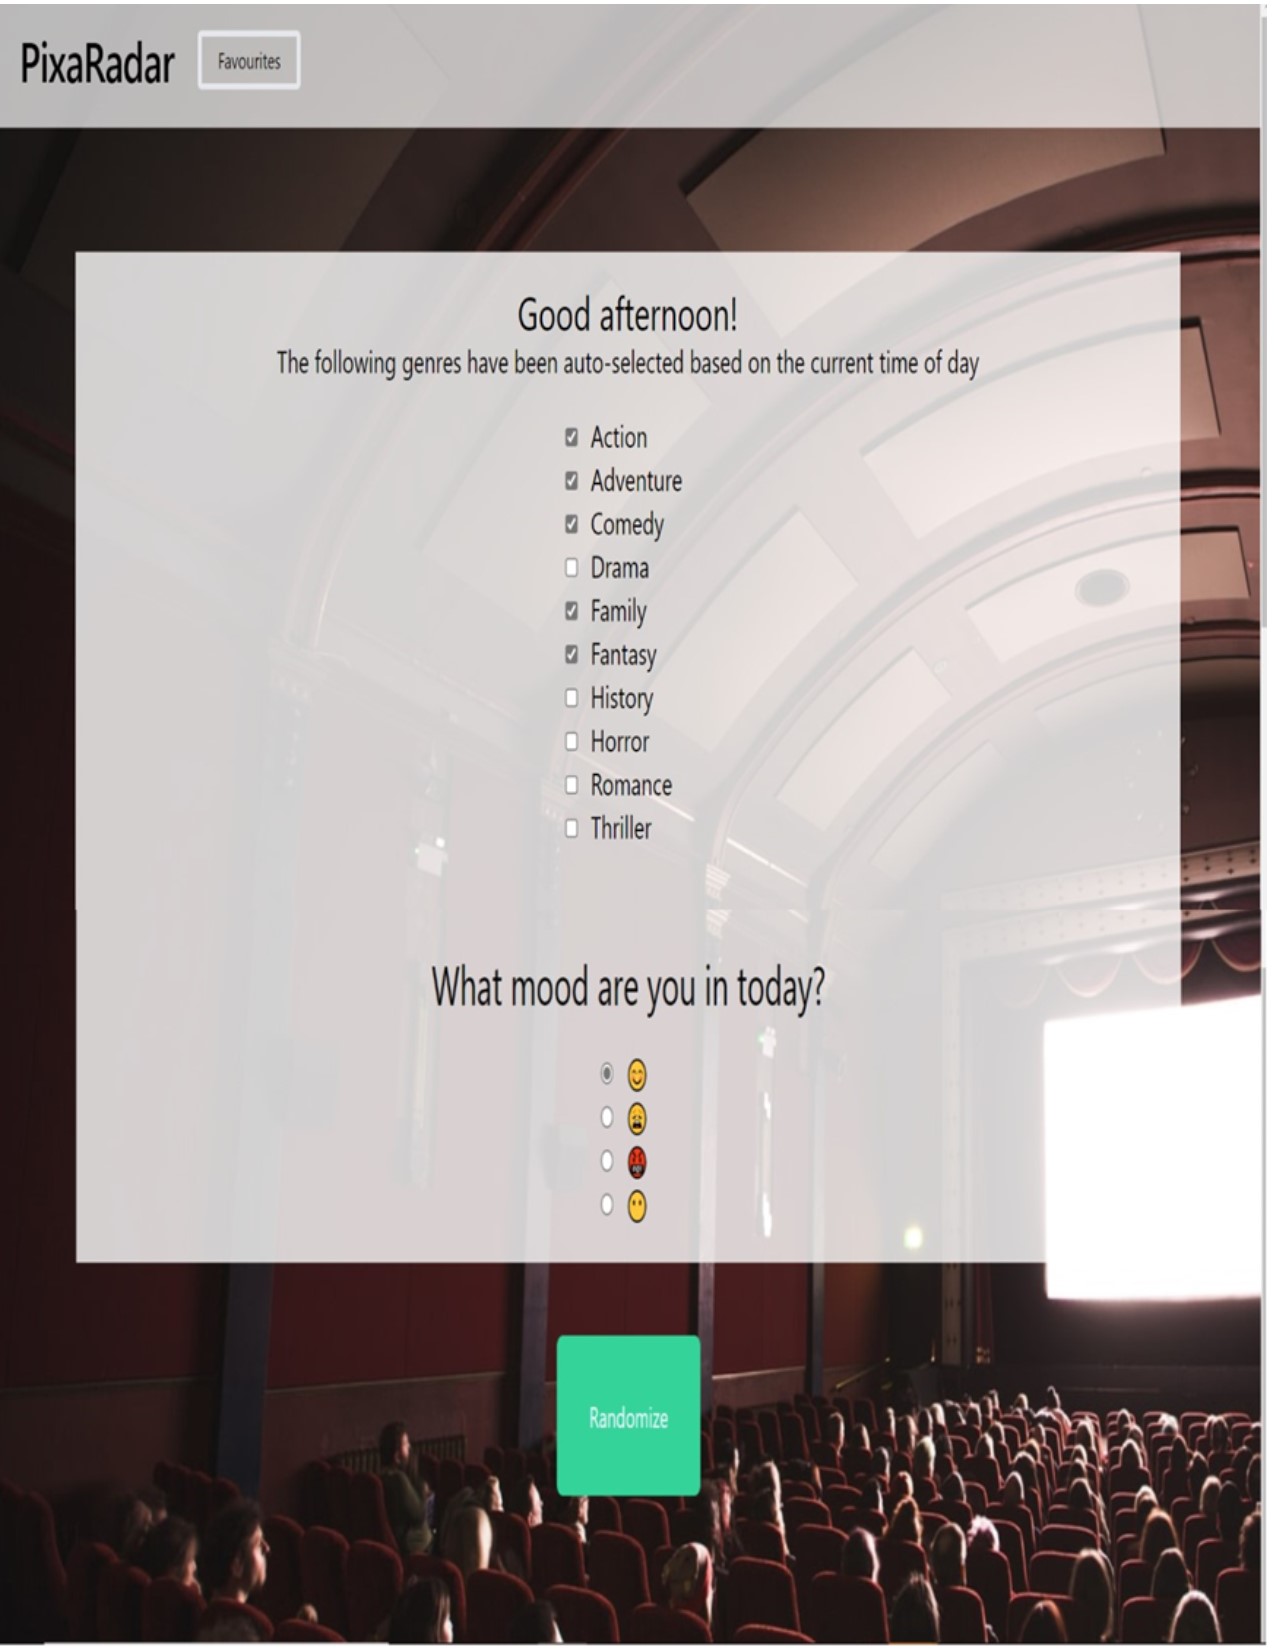 PixaRadar
Favourites
Good afternoon!
The following genres have been auto-selected based on the current time of day
Action
Adventure
Comedy
Drama
Family
Fantasy
History
Horror
Romance
Thriller
What mood are you in today?
Randomize